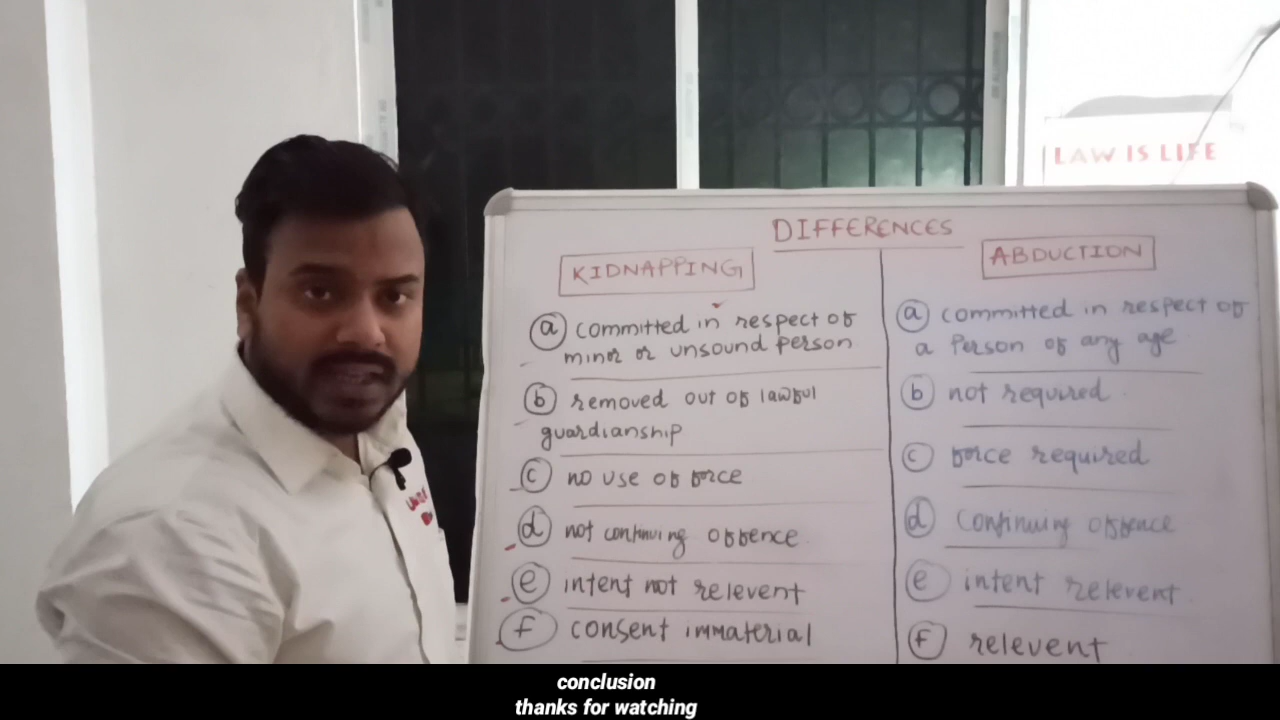 LAW IS LIFE
DIFFERENCES
KIDNAPPING
(a) committed in respect of
minor or unsound person
(b) removed out of lawful
guardianship
(c) no use of force
(d) not continuing offence
(e) intent not relevent
(f) consent immaterial
ABDUCTION
(a) committed in respect of
a Person of any age
(b) not required
(c) force required
(d) Continuing offence
(e) intent relevent
(f) relevent
conclusion
thanks for watching